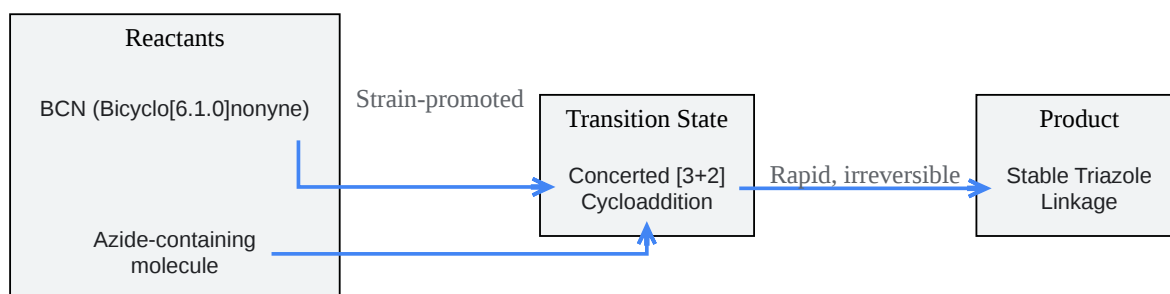 Reactants
BCN (Bicyclo[6.1.0]nonyne)
Azide-containing
molecule
Strain-promoted
Transition State
Concerted [3+2]
Cycloaddition
Rapid, irreversible
Product
Stable Triazole
Linkage